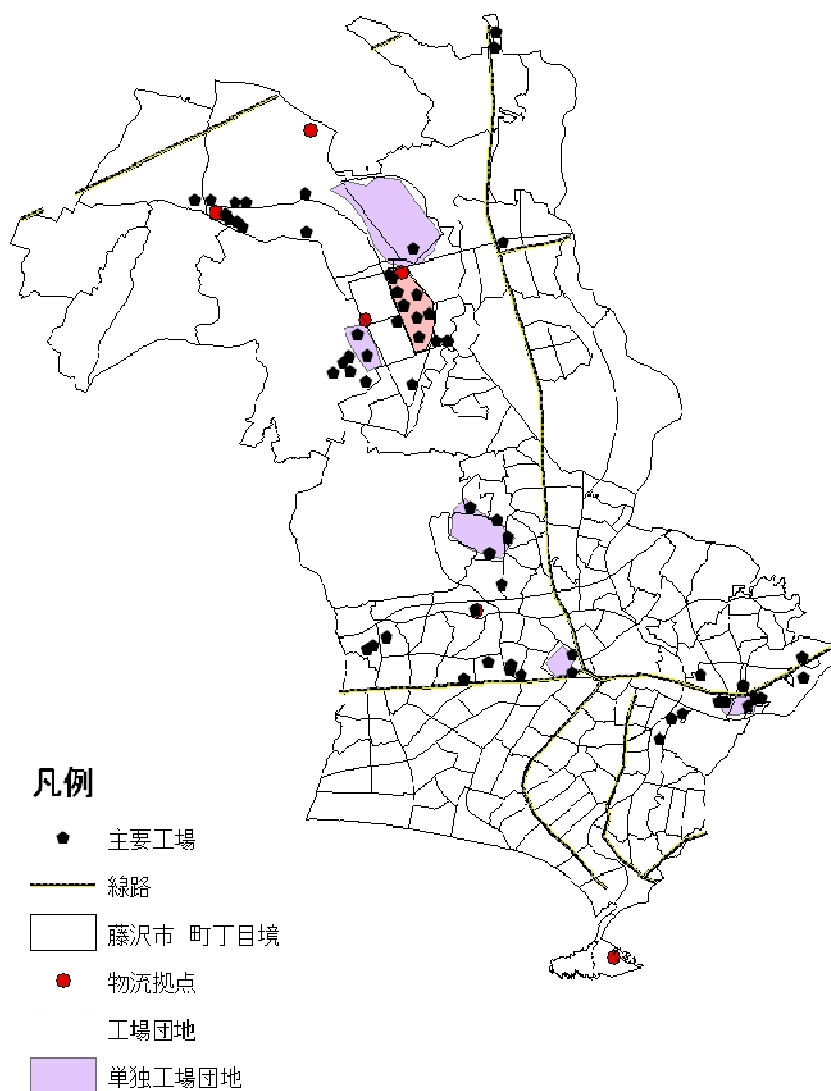 凡例
主要工場
線路
藤沢市 町丁目境
物流拠点
工場団地
単独工場団地